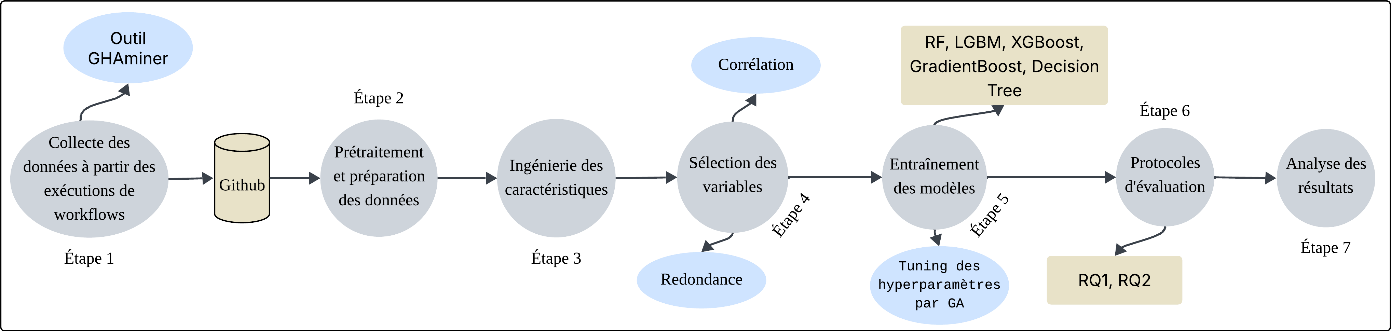 Outil
GHAminer
Collecte des
données à partir des
exécutions de
workflows
Étape 1
Github
Étape 2
Prétraitement
et préparation
des données
Ingénierie des
caractéristiques
Étape 3
Corrélation
Sélection des
variables
Étape 4
Redondance
RF, LGBM, XGBoost,
GradientBoost, Decision
Tree
Entraînement
des modèles
Étape 5
Tuning des
hyperparamètres
par GA
Étape 6
Protocoles
d'évaluation
RQ1, RQ2
Analyse des
résultats
Étape 7